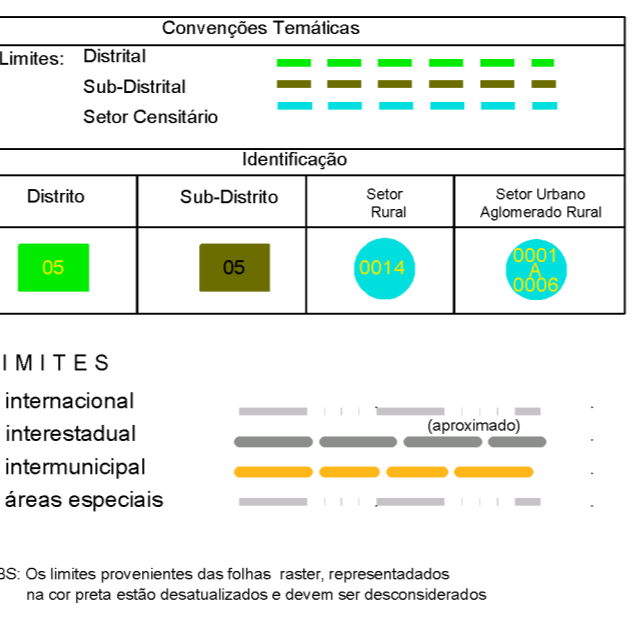 Convenções Temáticas
Limites: Distrital
Sub-Distrital
Setor Censitário
Identificação
Distrito
Sub-Distrito
Setor
Rural
Setor Urbano
Aglomerado Rural
05
05
0014
0001
A
0006
I M I T E S
internacional
(aproximado)
interestadual
intermunicipal
áreas especiais
BS: Os limites provenientes das folhas raster, representadados
na cor preta estão desatualizados e devem ser desconsiderados